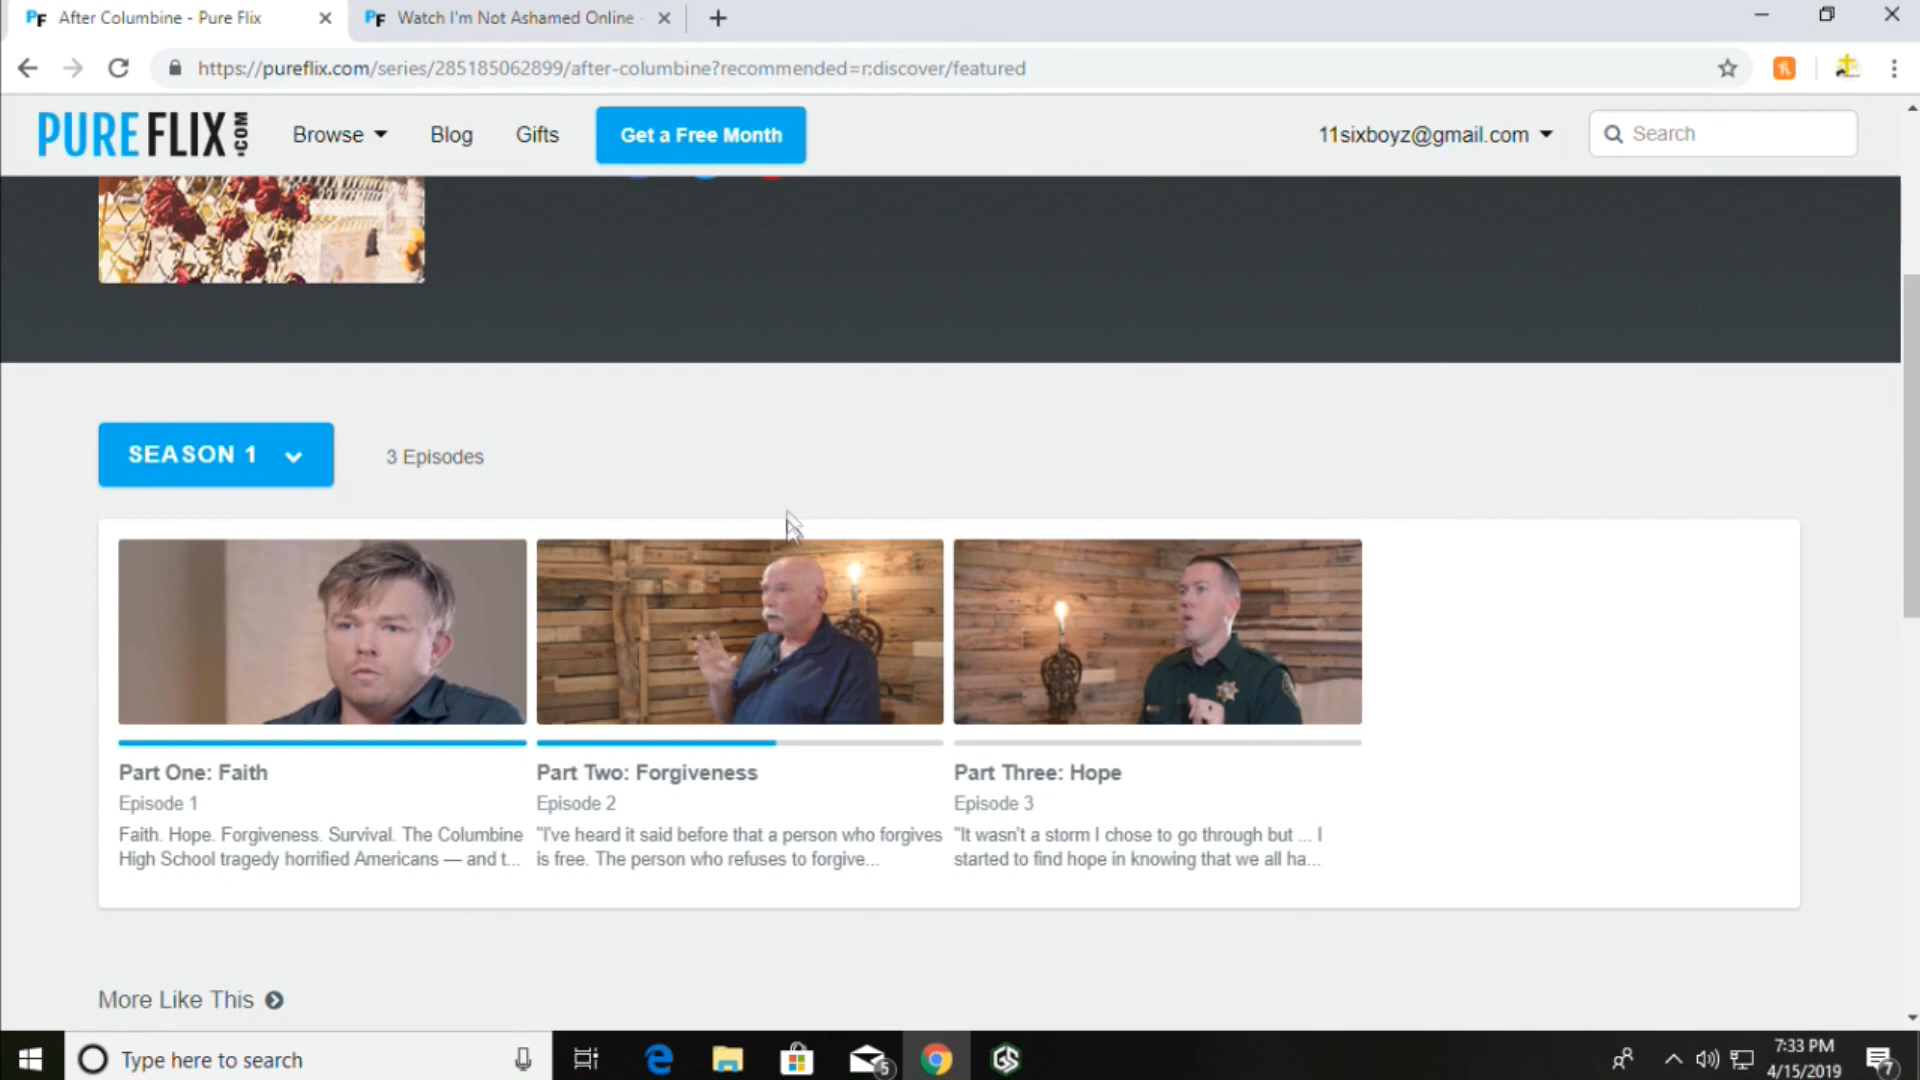 After Columbine - Pure Flix
Watch I'm Not Ashamed Online -
https://pureflix.com/series/285185062899/after-columbine?recommended=r:discover/featured
PUREFLIX.COM
Browse
Blog
Gifts
Get a Free Month
11sixboyz@gmail.com
Search
SEASON 1
3 Episodes
Part One: Faith
Episode 1
Faith. Hope. Forgiveness. Survival. The Columbine
High School tragedy horrified Americans — and t...
Part Two: Forgiveness
Episode 2
"I've heard it said before that a person who forgives
is free. The person who refuses to forgive...
Part Three: Hope
Episode 3
"It wasn't a storm I chose to go through but ... I
started to find hope in knowing that we all ha...
More Like This
Type here to search
5
GS
7:33 PM
4/15/2019
7